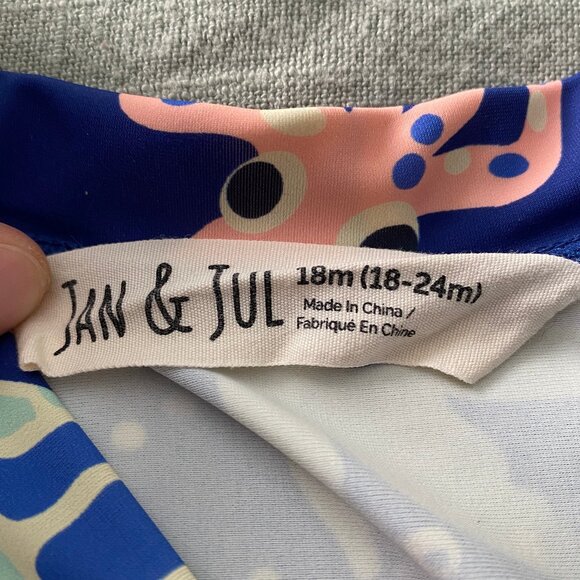 JAN & JUL
18m (18-24m)
Made In China /
Fabriqué En Chine